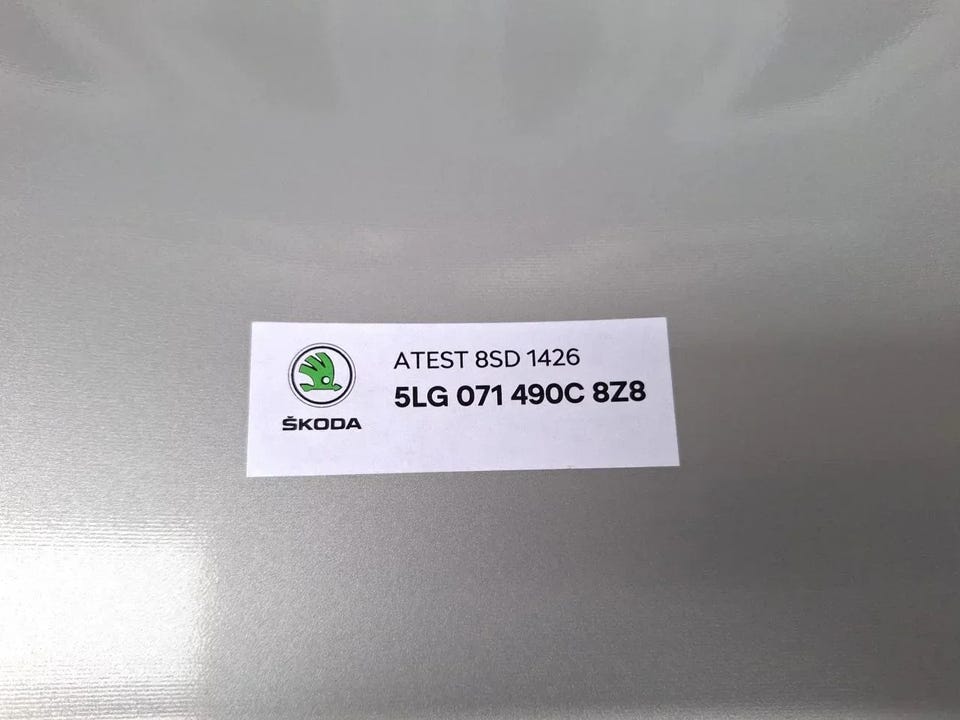 ATEST 8SD 1426
5LG 071 490C 8Z8
ŠKODA